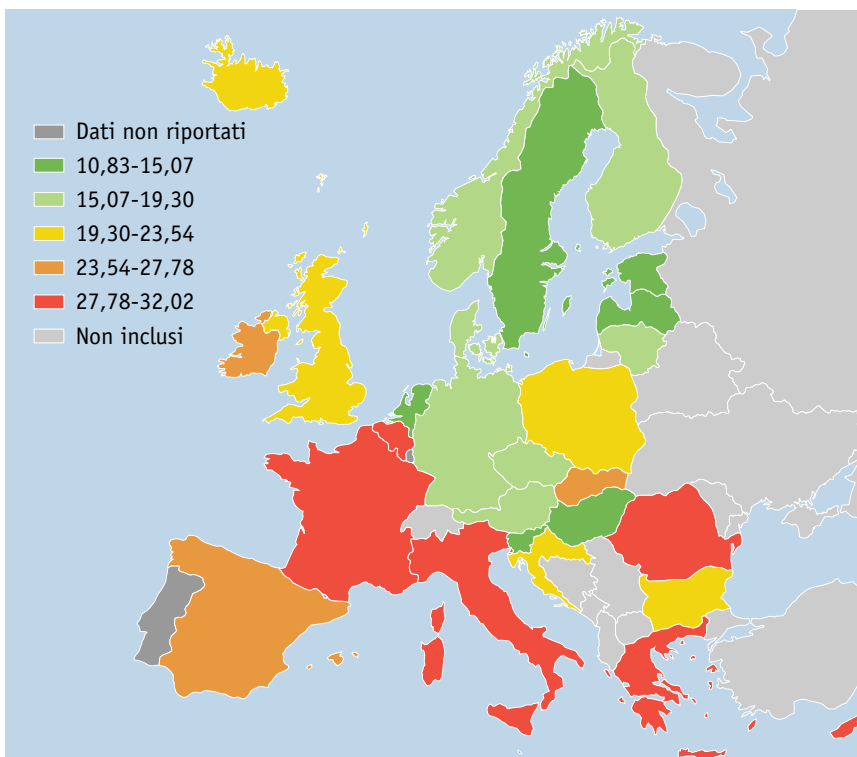 Dati non riportati
10,83-15,07
15,07-19,30
19,30-23,54
23,54-27,78
27,78-32,02
Non inclusi